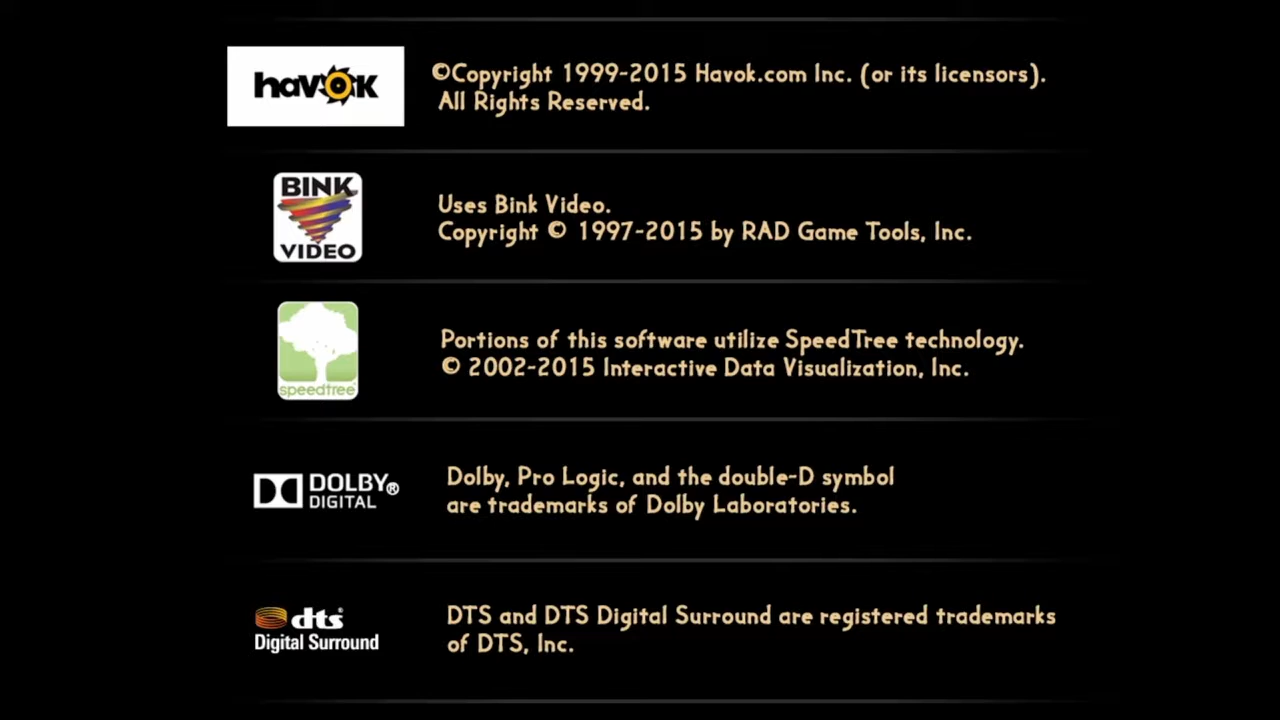 havok
©Copyright 1999-2015 Havok.com Inc. (or its licensors).
All Rights Reserved.
BINK
VIDEO
Uses Bink Video.
Copyright © 1997-2015 by RAD Game Tools, Inc.
speedtree
Portions of this software utilize SpeedTree technology.
© 2002-2015 Interactive Data Visualization, Inc.
DOLBY®
DIGITAL
Dolby, Pro Logic, and the double-D symbol
are trademarks of Dolby Laboratories.
dts
Digital Surround
DTS and DTS Digital Surround are registered trademarks
of DTS, Inc.